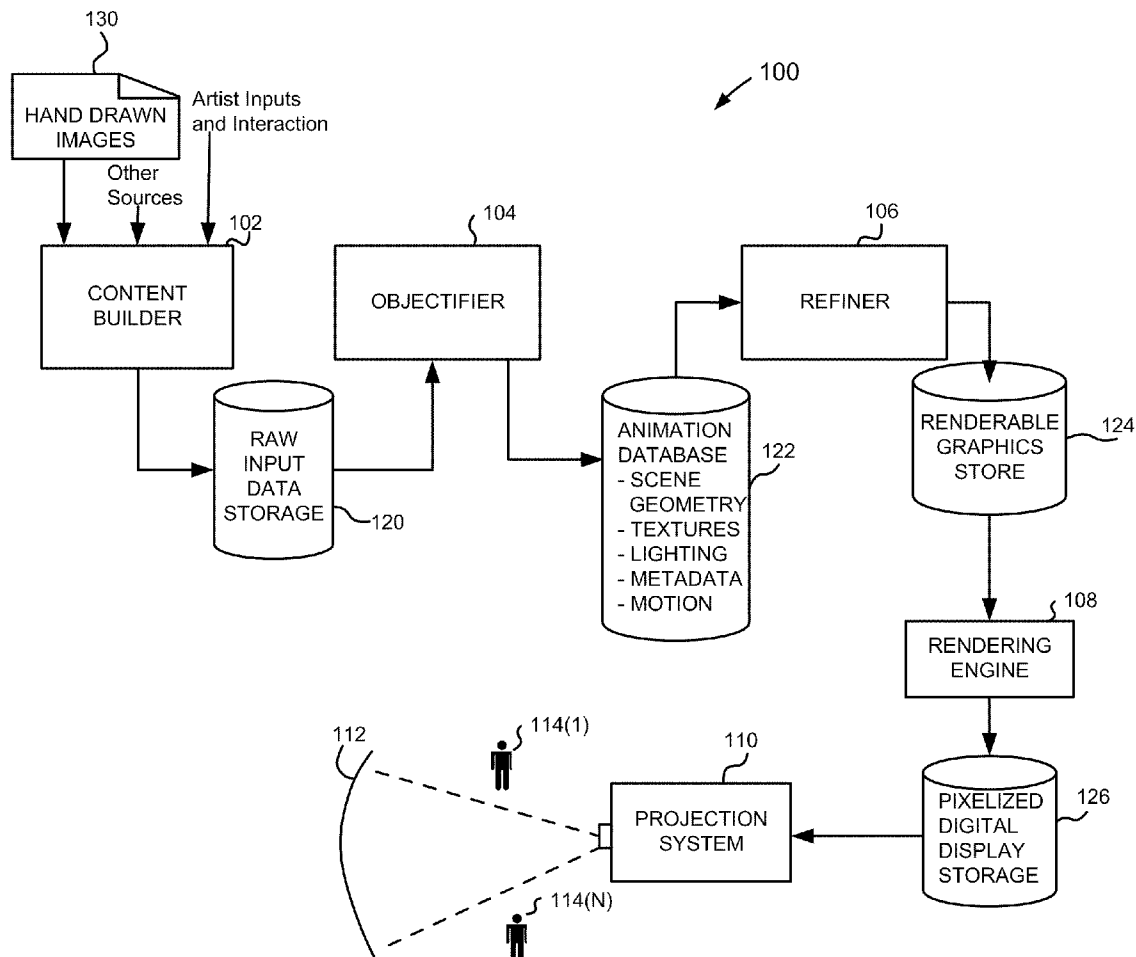 130
100
HAND DRAWN
IMAGES
Artist Inputs
and Interaction
Other
Sources
102
CONTENT
BUILDER
104
OBJECTIFIER
106
REFINER
RAW
INPUT
DATA
STORAGE
120
ANIMATION
DATABASE
- SCENE
GEOMETRY
- TEXTURES
- LIGHTING
- METADATA
- MOTION
122
RENDERABLE
GRAPHICS
STORE
124
108
RENDERING
ENGINE
112
114(1)
110
PROJECTION
SYSTEM
PIXELIZED
DIGITAL
DISPLAY
STORAGE
126
114(N)